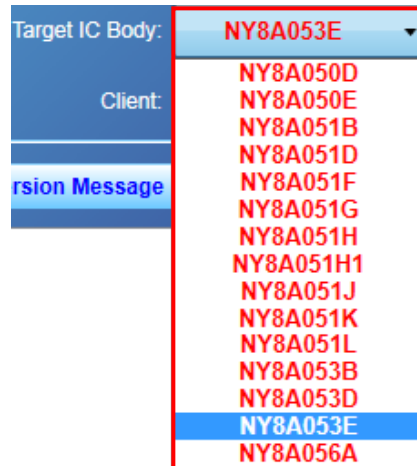 Target IC Body: NY8A053E
NY8A050D
NY8A050E
Client:
NY8A051B
NY8A051D
NY8A051F
rsion Message
NY8A051G
NY8A051H
NY8A051H1
NY8A051J
NY8A051K
NY8A051L
NY8A053B
NY8A053D
NY8A053E
NY8A056A